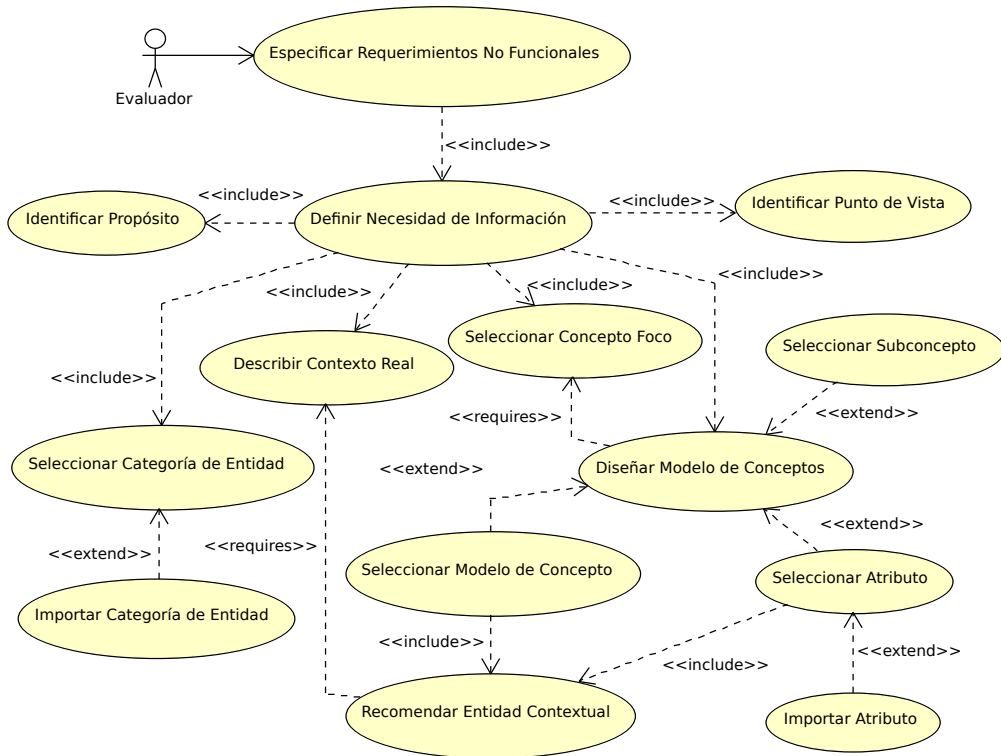 Especificar Requerimientos No Funcionales
Evaluador
<<include>>
<<include>>
Identificar Propósito
Definir Necesidad de Información
<<include>>
Identificar Punto de Vista
<<include>>
<<include>>
<<include>>
Seleccionar Concepto Foco
Seleccionar Subconcepto
Describir Contexto Real
<<include>>
<<requires>>
<<extend>>
Seleccionar Categoría de Entidad
<<extend>>
Diseñar Modelo de Conceptos
<<extend>>
<<requires>>
<<extend>>
Seleccionar Modelo de Concepto
Seleccionar Atributo
Importar Categoría de Entidad
<<include>>
<<include>>
<<extend>>
Recomendar Entidad Contextual
Importar Atributo